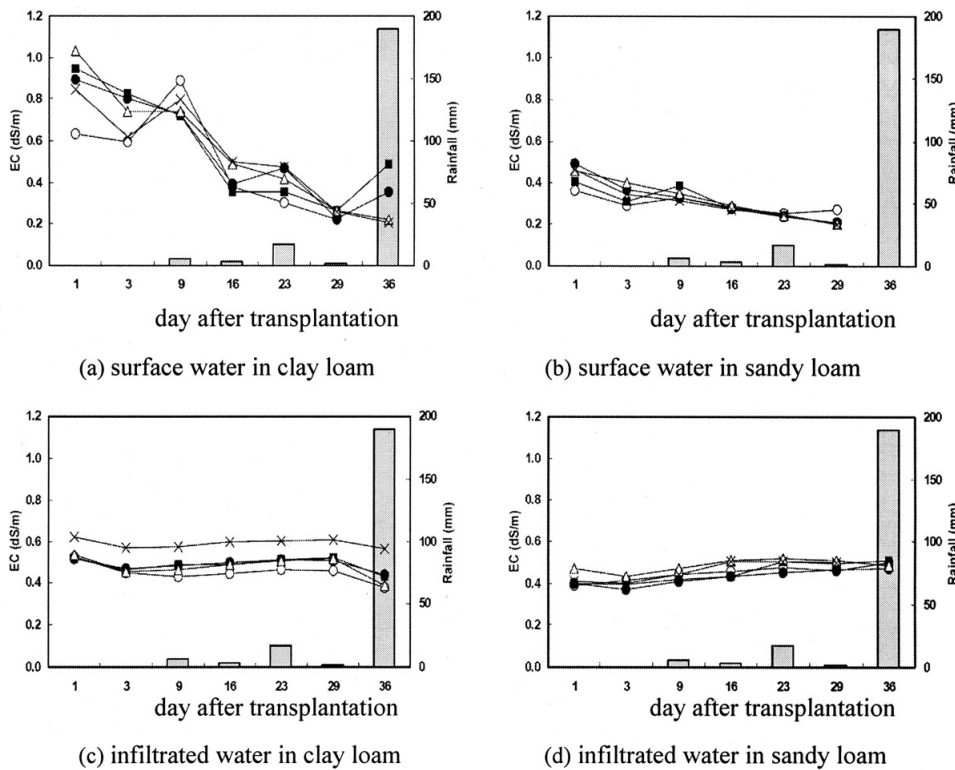 1.2
1.0
0.8
0.6
0.4
0.2
0.0
EC (dS/m)
200
150
100
50
0
Rainfall (mm)
1 3 9 16 23 29 36
day after transplantation
(a) surface water in clay loam
1.2
1.0
0.8
0.6
0.4
0.2
0.0
EC (dS/m)
200
150
100
50
0
Rainfall (mm)
1 3 9 16 23 29 36
day after transplantation
(b) surface water in sandy loam
1.2
1.0
0.8
0.6
0.4
0.2
0.0
EC (dS/m)
200
150
100
50
0
Rainfall (mm)
1 3 9 16 23 29 36
day after transplantation
(c) infiltrated water in clay loam
1.2
1.0
0.8
0.6
0.4
0.2
0.0
EC (dS/m)
200
150
100
50
0
Rainfall (mm)
1 3 9 16 23 29 36
day after transplantation
(d) infiltrated water in sandy loam